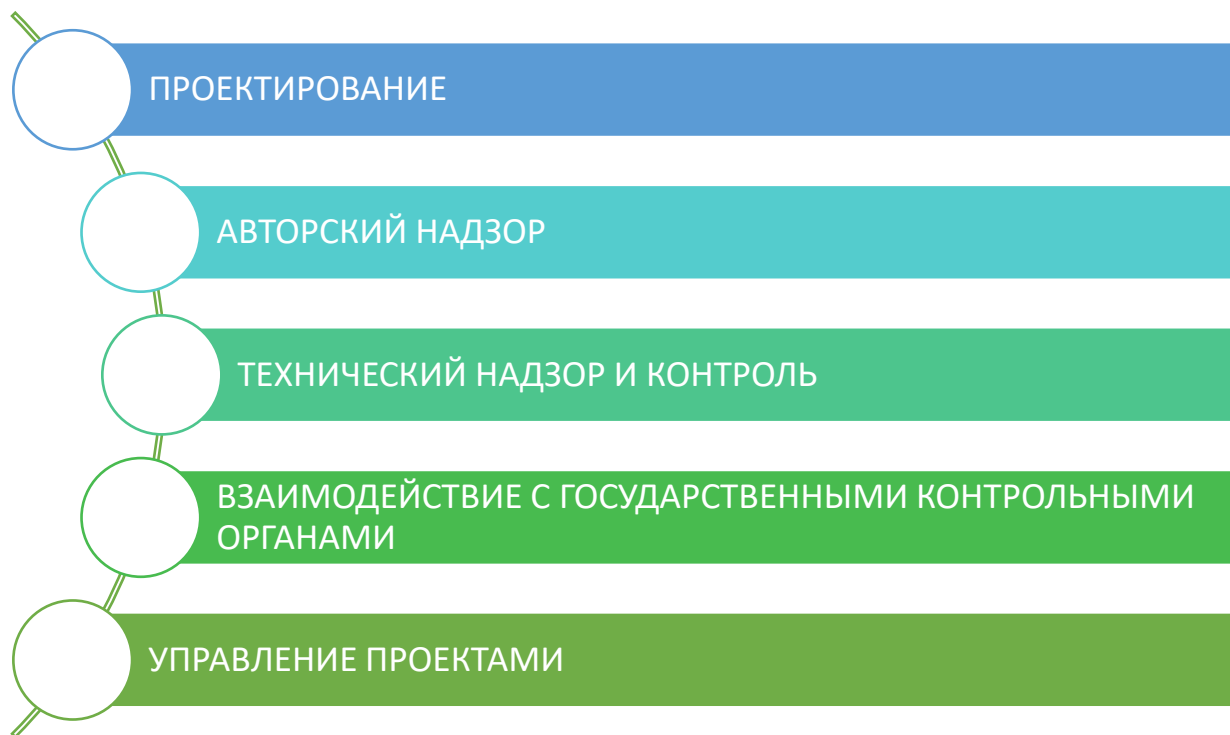 ПРОЕКТИРОВАНИЕ
АВТОРСКИЙ НАДЗОР
ТЕХНИЧЕСКИЙ НАДЗОР И КОНТРОЛЬ
ВЗАИМОДЕЙСТВИЕ С ГОСУДАРСТВЕННЫМИ КОНТРОЛЬНЫМИ
ОРГАНАМИ
УПРАВЛЕНИЕ ПРОЕКТАМИ